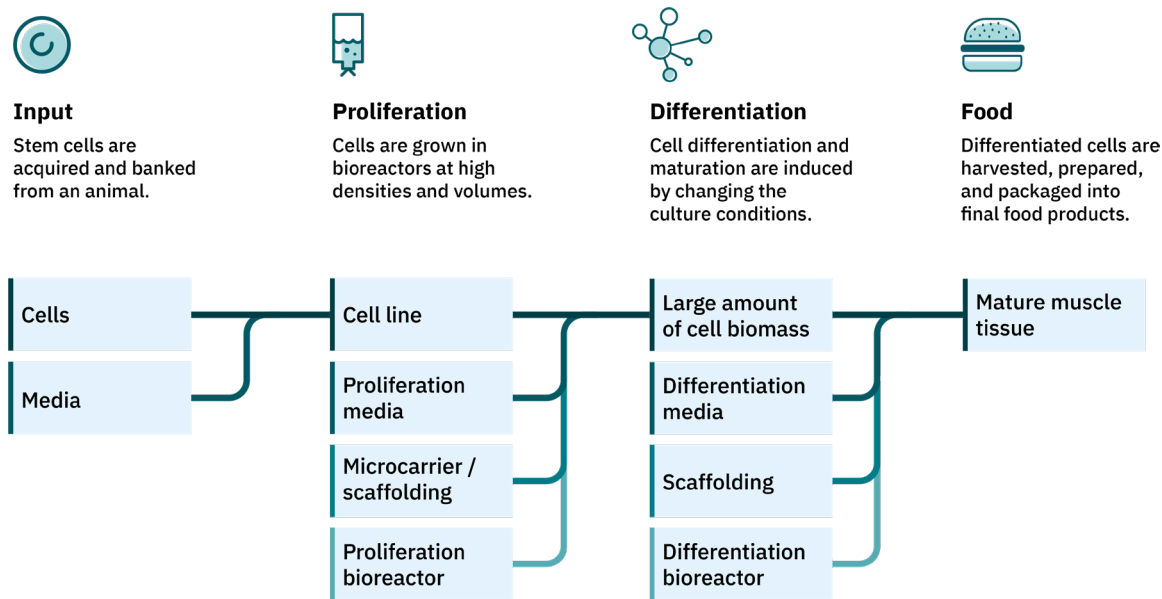 Input
Stem cells are
acquired and banked
from an animal.
Proliferation
Cells are grown in
bioreactors at high
densities and volumes.
Differentiation
Cell differentiation and
maturation are induced
by changing the
culture conditions.
Food
Differentiated cells are
harvested, prepared,
and packaged into
final food products.
Cells
Media
Cell line
Proliferation
media
Microcarrier /
scaffolding
Proliferation
bioreactor
Large amount
of cell biomass
Differentiation
media
Scaffolding
Differentiation
bioreactor
Mature muscle
tissue